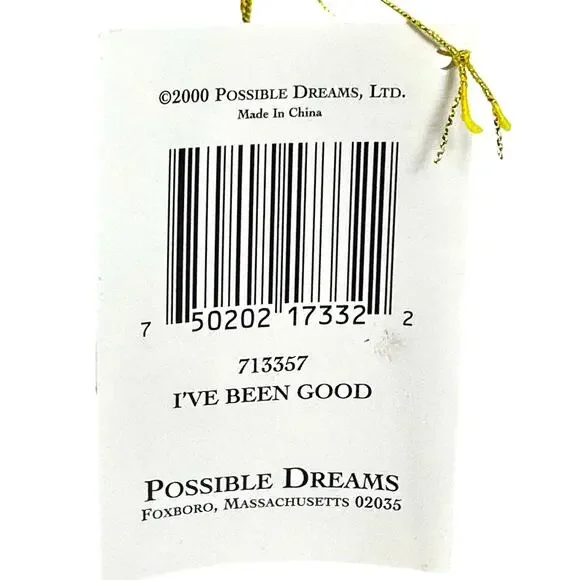 ©2000 POSSIBLE DREAMS, LTD.
Made In China
7 50202 17332 2
713357
I'VE BEEN GOOD
POSSIBLE DREAMS
FOXBORO, MASSACHUSETTS 02035